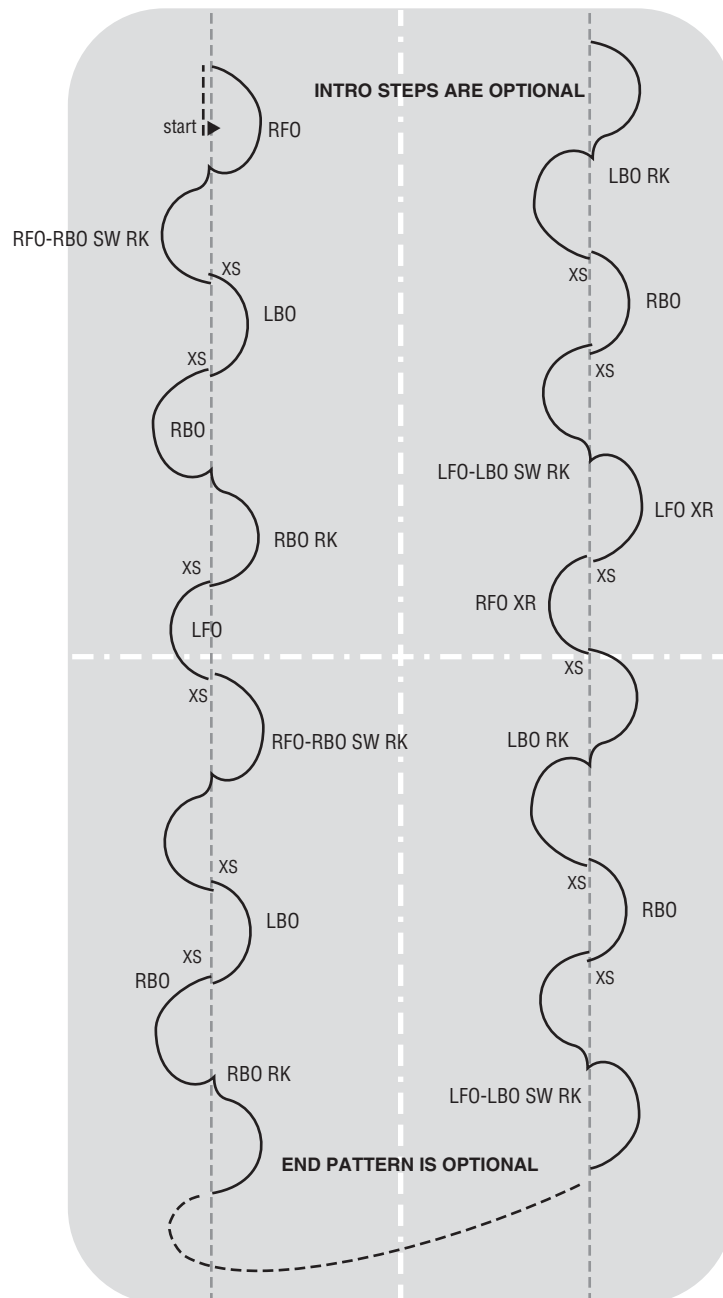 INTRO STEPS ARE OPTIONAL
start
RFO
RFO-RBO SW RK
XS
LBO
XS
RBO
RBO RK
XS
LFO
XS
RFO-RBO SW RK
XS
LBO
XS
RBO
RBO RK
LBO RK
XS
RBO
XS
LFO-LBO SW RK
LFO XR
XS
RFO XR
XS
LBO RK
XS
RBO
XS
LFO-LBO SW RK
END PATTERN IS OPTIONAL